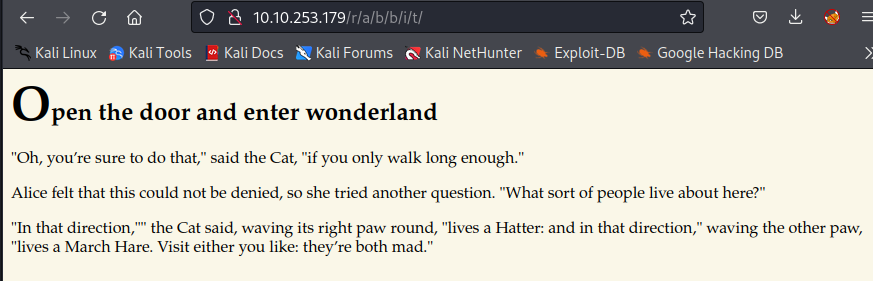 10.10.253.179/r/a/b/b/i/t/
Kali Linux Kali Tools Kali Docs Kali Forums Kali NetHunter Exploit-DB Google Hacking DB
Open the door and enter wonderland
"Oh, you’re sure to do that," said the Cat, "if you only walk long enough."
Alice felt that this could not be denied, so she tried another question. "What sort of people live about here?"
"In that direction,"" the Cat said, waving its right paw round, "lives a Hatter: and in that direction," waving the other paw,
"lives a March Hare. Visit either you like: they’re both mad."